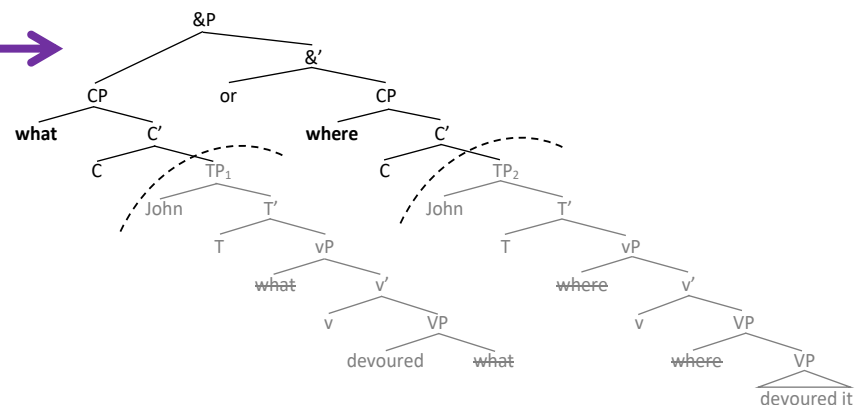 &P
&’
CP or CP
what C’ where C’
C TP₁ C TP₂
John T’ John T’
T vP T vP
~~what~~ v’ ~~where~~ v’
v VP v VP
devoured ~~what~~ ~~where~~ VP
devoured it